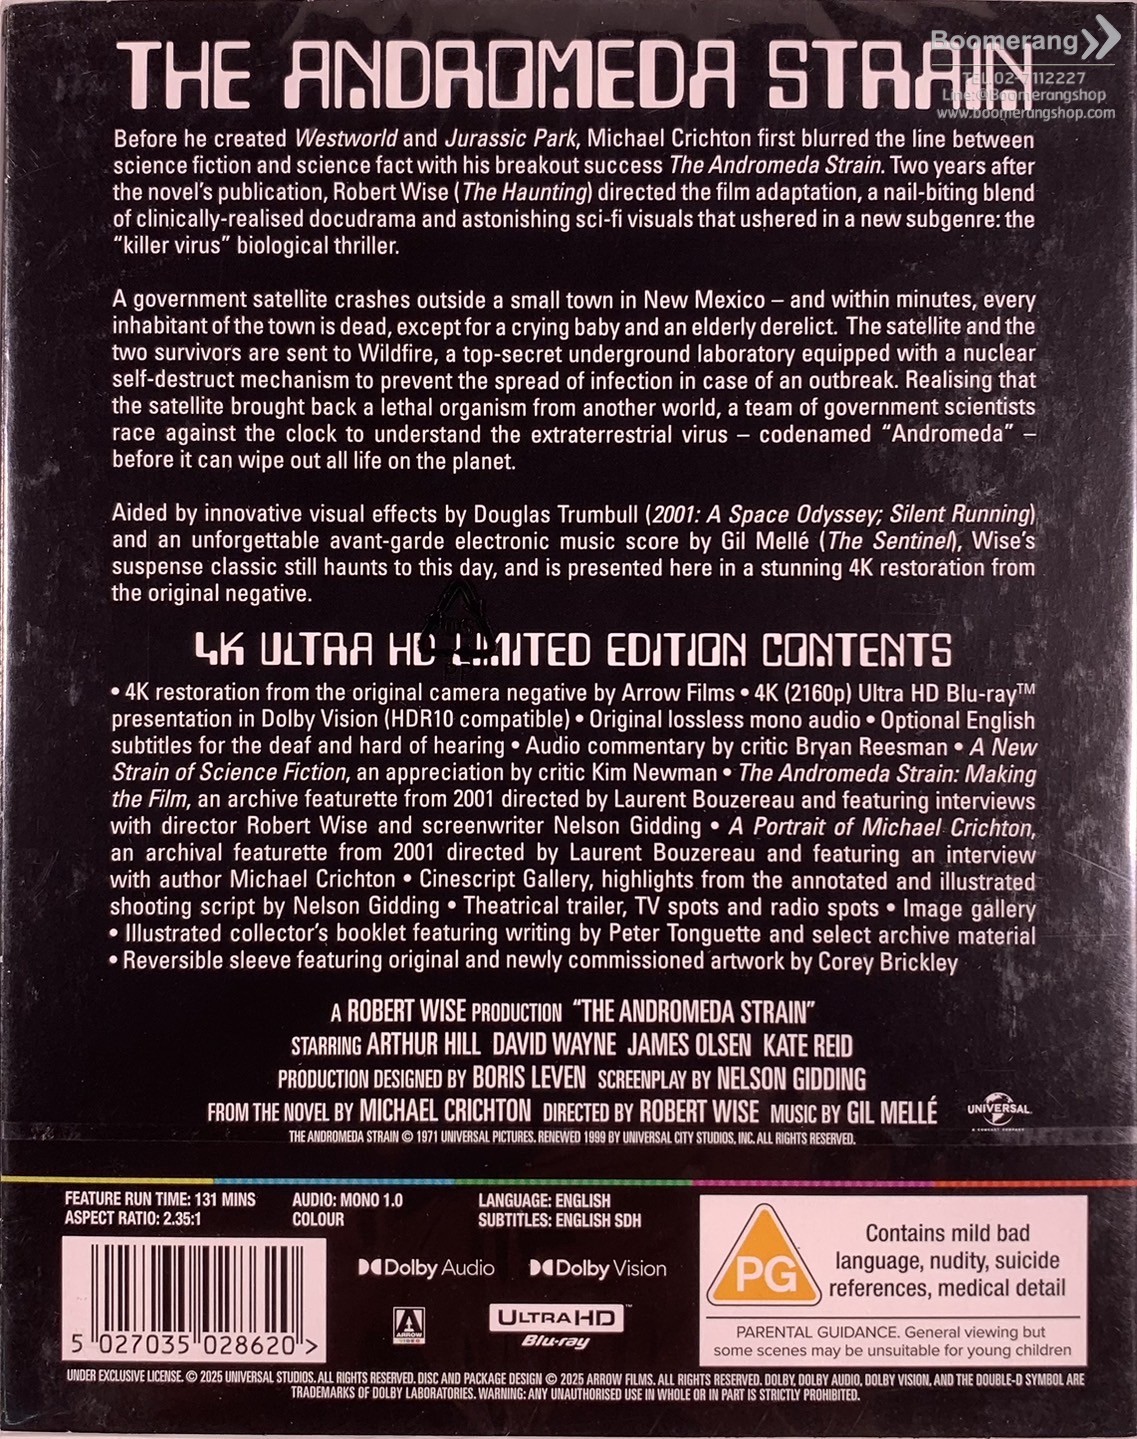 Boomerang
THE ANDROMEDA STRAIN
TEL:02-7112227
Line:@Boomerangshop
www.boomerangshop.com
Before he created Westworld and Jurassic Park, Michael Crichton first blurred the line between
science fiction and science fact with his breakout success The Andromeda Strain. Two years after
the novel's publication, Robert Wise (The Haunting) directed the film adaptation, a nail-biting blend
of clinically-realised docudrama and astonishing sci-fi visuals that ushered in a new subgenre: the
“killer virus” biological thriller.
A government satellite crashes outside a small town in New Mexico – and within minutes, every
inhabitant of the town is dead, except for a crying baby and an elderly derelict. The satellite and the
two survivors are sent to Wildfire, a top-secret underground laboratory equipped with a nuclear
self-destruct mechanism to prevent the spread of infection in case of an outbreak. Realising that
the satellite brought back a lethal organism from another world, a team of government scientists
race against the clock to understand the extraterrestrial virus – codenamed “Andromeda” –
before it can wipe out all life on the planet.
Aided by innovative visual effects by Douglas Trumbull (2001: A Space Odyssey; Silent Running)
and an unforgettable avant-garde electronic music score by Gil Mellé (The Sentinel), Wise's
suspense classic still haunts to this day, and is presented here in a stunning 4K restoration from
the original negative.
4K ULTRA HD LIMITED EDITION CONTENTS
• 4K restoration from the original camera negative by Arrow Films • 4K (2160p) Ultra HD Blu-ray™
presentation in Dolby Vision (HDR10 compatible) • Original lossless mono audio • Optional English
subtitles for the deaf and hard of hearing • Audio commentary by critic Bryan Reesman • A New
Strain of Science Fiction, an appreciation by critic Kim Newman • The Andromeda Strain: Making
the Film, an archive featurette from 2001 directed by Laurent Bouzereau and featuring interviews
with director Robert Wise and screenwriter Nelson Gidding • A Portrait of Michael Crichton,
an archival featurette from 2001 directed by Laurent Bouzereau and featuring an interview
with author Michael Crichton • Cinescript Gallery, highlights from the annotated and illustrated
shooting script by Nelson Gidding • Theatrical trailer, TV spots and radio spots • Image gallery
• Illustrated collector's booklet featuring writing by Peter Tonguette and select archive material
• Reversible sleeve featuring original and newly commissioned artwork by Corey Brickley
A ROBERT WISE PRODUCTION “THE ANDROMEDA STRAIN”
STARRING ARTHUR HILL DAVID WAYNE JAMES OLSEN KATE REID
PRODUCTION DESIGNED BY BORIS LEVEN SCREENPLAY BY NELSON GIDDING
FROM THE NOVEL BY MICHAEL CRICHTON DIRECTED BY ROBERT WISE MUSIC BY GIL MELLÉ
UNIVERSAL
THE ANDROMEDA STRAIN © 1971 UNIVERSAL PICTURES. RENEWED 1999 BY UNIVERSAL CITY STUDIOS, INC. ALL RIGHTS RESERVED.
FEATURE RUN TIME: 131 MINS
ASPECT RATIO: 2.35:1
AUDIO: MONO 1.0
COLOUR
LANGUAGE: ENGLISH
SUBTITLES: ENGLISH SDH
5 027035 028620 >
Dolby Audio
Dolby Vision
ARROW
ULTRA HD™
Blu-ray
PG
Contains mild bad
language, nudity, suicide
references, medical detail
PARENTAL GUIDANCE. General viewing but
some scenes may be unsuitable for young children
UNDER EXCLUSIVE LICENSE. © 2025 UNIVERSAL STUDIOS. ALL RIGHTS RESERVED. DISC AND PACKAGE DESIGN © 2025 ARROW FILMS. ALL RIGHTS RESERVED. DOLBY, DOLBY AUDIO, DOLBY VISION, AND THE DOUBLE-D SYMBOL ARE
TRADEMARKS OF DOLBY LABORATORIES. WARNING: ANY UNAUTHORISED USE IN WHOLE OR IN PART IS STRICTLY PROHIBITED.